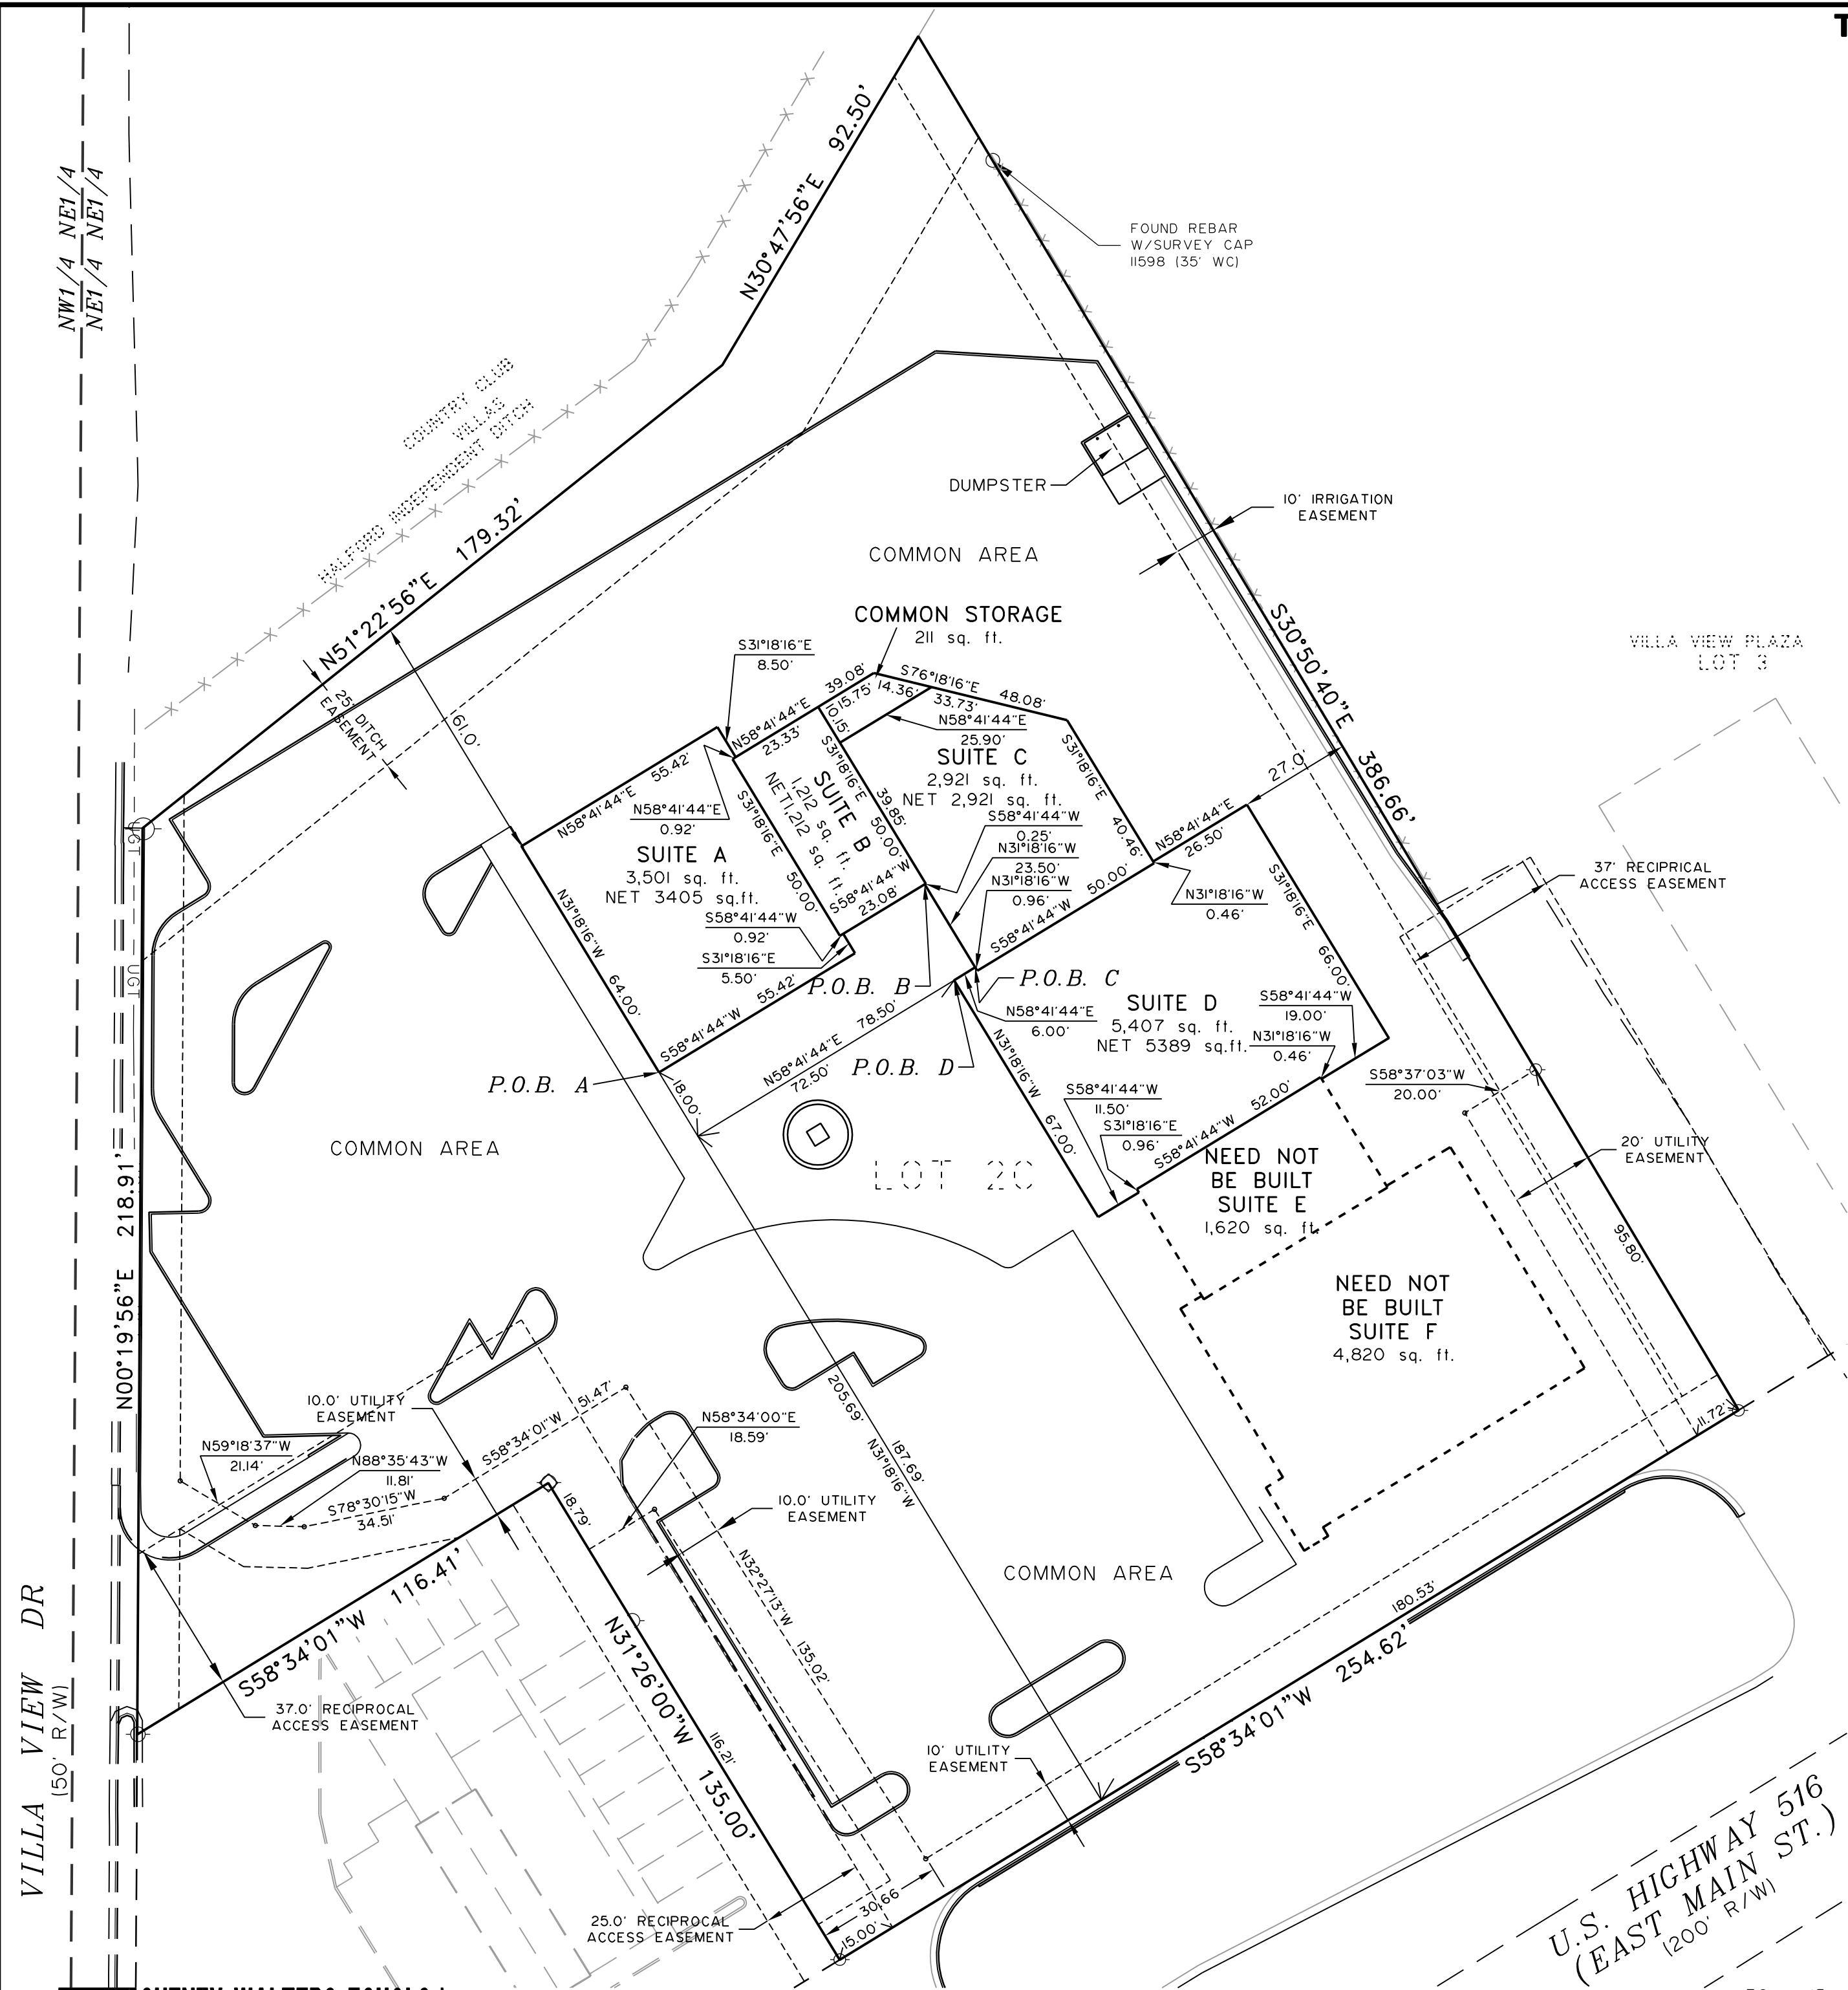 NW1/4 NE1/4
NE1/4 NE1/4
N30°47'56"E 92.50'
FOUND REBAR
W/SURVEY CAP
11598 (35' WC)
COUNTRY CLUB
VILLAS
HALFORD INDEPENDENT DITCH
N51°22'56"E 179.32'
25' DITCH
EASEMENT
61.0'
DUMPSTER
10' IRRIGATION
EASEMENT
COMMON AREA
COMMON STORAGE
211 sq. ft.
S30°50'40"E 386.66'
VILLA VIEW PLAZA
LOT 3
S31°18'16"E
8.50'
N58°41'44"E
39.08'
23.33'
15.75'
10.15'
14.36'
S76°18'16"E
48.08'
33.73'
N58°41'44"E
25.90'
N58°41'44"E
55.42'
N58°41'44"E
0.92'
SUITE A
3,501 sq. ft.
NET 3405 sq.ft.
S31°18'16"E
50.00'
SUITE B
1,212 sq. ft.
NET1,212 sq. ft.
S31°18'16"E
39.85'
50.00'
SUITE C
2,921 sq. ft.
NET 2,921 sq. ft.
S31°18'16"E
40.46'
27.0'
S58°41'44"W
0.25'
N31°18'16"W
23.50'
N31°18'16"W
0.96'
N58°41'44"E
26.50'
N31°18'16"W
0.46'
S58°41'44"W
50.00'
S58°41'44"W
23.08'
S58°41'44"W
0.92'
S31°18'16"E
5.50'
N31°18'16"W
64.00'
S58°41'44"W
55.42'
P.O.B. A
P.O.B. B
P.O.B. C
P.O.B. D
N58°41'44"E
78.50'
72.50'
18.00'
N58°41'44"E
6.00'
SUITE D
5,407 sq. ft.
NET 5389 sq.ft.
S31°18'16"E
66.00'
S58°41'44"W
19.00'
N31°18'16"W
0.46'
N31°18'16"W
67.00'
S58°41'44"W
11.50'
S31°18'16"E
0.96'
S58°41'44"W
52.00'
37' RECIPRICAL
ACCESS EASEMENT
S58°37'03"W
20.00'
20' UTILITY
EASEMENT
95.80'
UGT
UGT
COMMON AREA
LOT 2C
NEED NOT
BE BUILT
SUITE E
1,620 sq. ft.
NEED NOT
BE BUILT
SUITE F
4,820 sq. ft.
N00°19'56"E 218.91'
10.0' UTILITY
EASEMENT
S58°34'01"W
51.47'
N58°34'00"E
18.59'
205.69'
187.69'
N31°18'16"W
N59°18'37"W
21.14'
N88°35'43"W
11.81'
S78°30'15"W
34.51'
18.79'
10.0' UTILITY
EASEMENT
N32°27'13"W
135.02'
COMMON AREA
11.72'
180.53'
S58°34'01"W 254.62'
S58°34'01"W 116.41'
37.0' RECIPROCAL
ACCESS EASEMENT
N31°26'00"W 135.00'
116.21'
10' UTILITY
EASEMENT
30.66
15.00'
25.0' RECIPROCAL
ACCESS EASEMENT
VILLA VIEW DR
(50' R/W)
U.S. HIGHWAY 516
(EAST MAIN ST.)
(200' R/W)